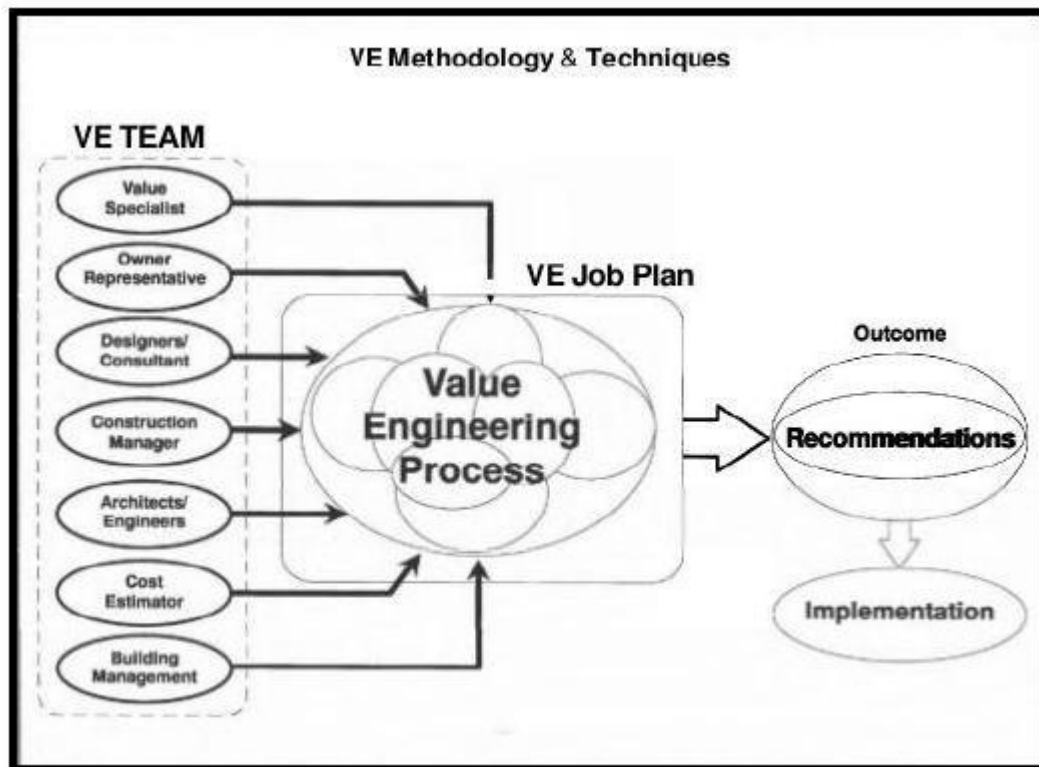 VE Methodology & Techniques
VE TEAM
Value
Specialist
Owner
Representative
Designers/
Consultant
Construction
Manager
Architects/
Engineers
Cost
Estimator
Building
Management
VE Job Plan
Value
Engineering
Process
Outcome
Recommendations
Implementation